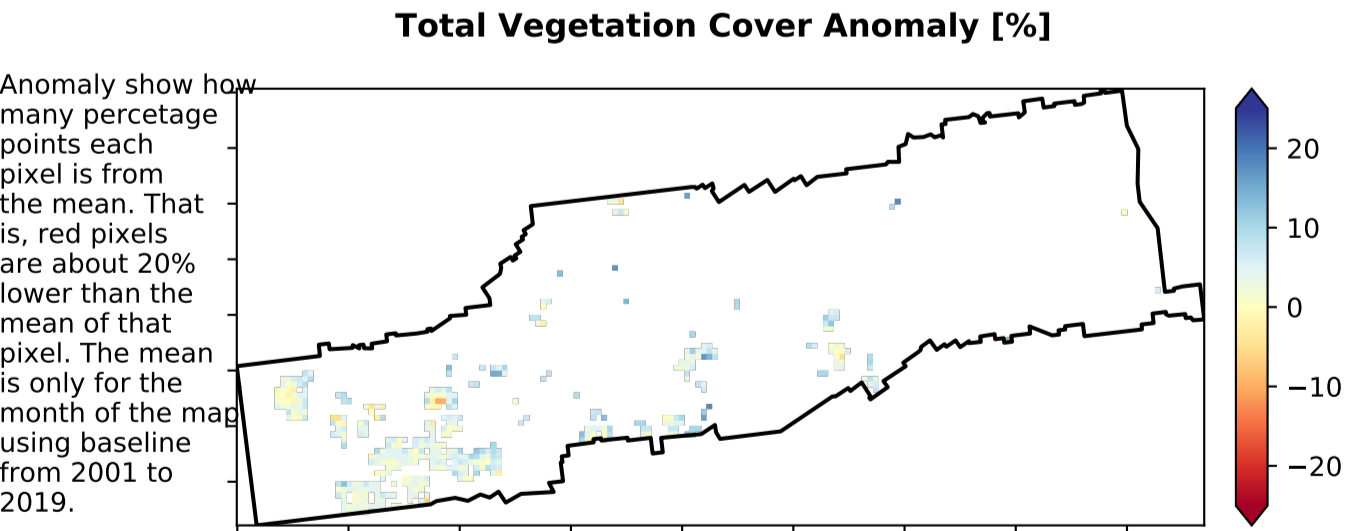 Total Vegetation Cover Anomaly [%]
Anomaly show how
many percetage
points each
pixel is from
the mean. That
is, red pixels
are about 20%
lower than the
mean of that
pixel. The mean
is only for the
month of the map
using baseline
from 2001 to
2019.
20
10
0
−10
−20